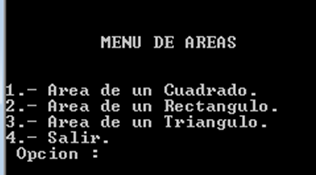 MENU DE AREAS
1.- Area de un Cuadrado.
2.- Area de un Rectangulo.
3.- Area de un Triangulo.
4.- Salir.
Opcion :